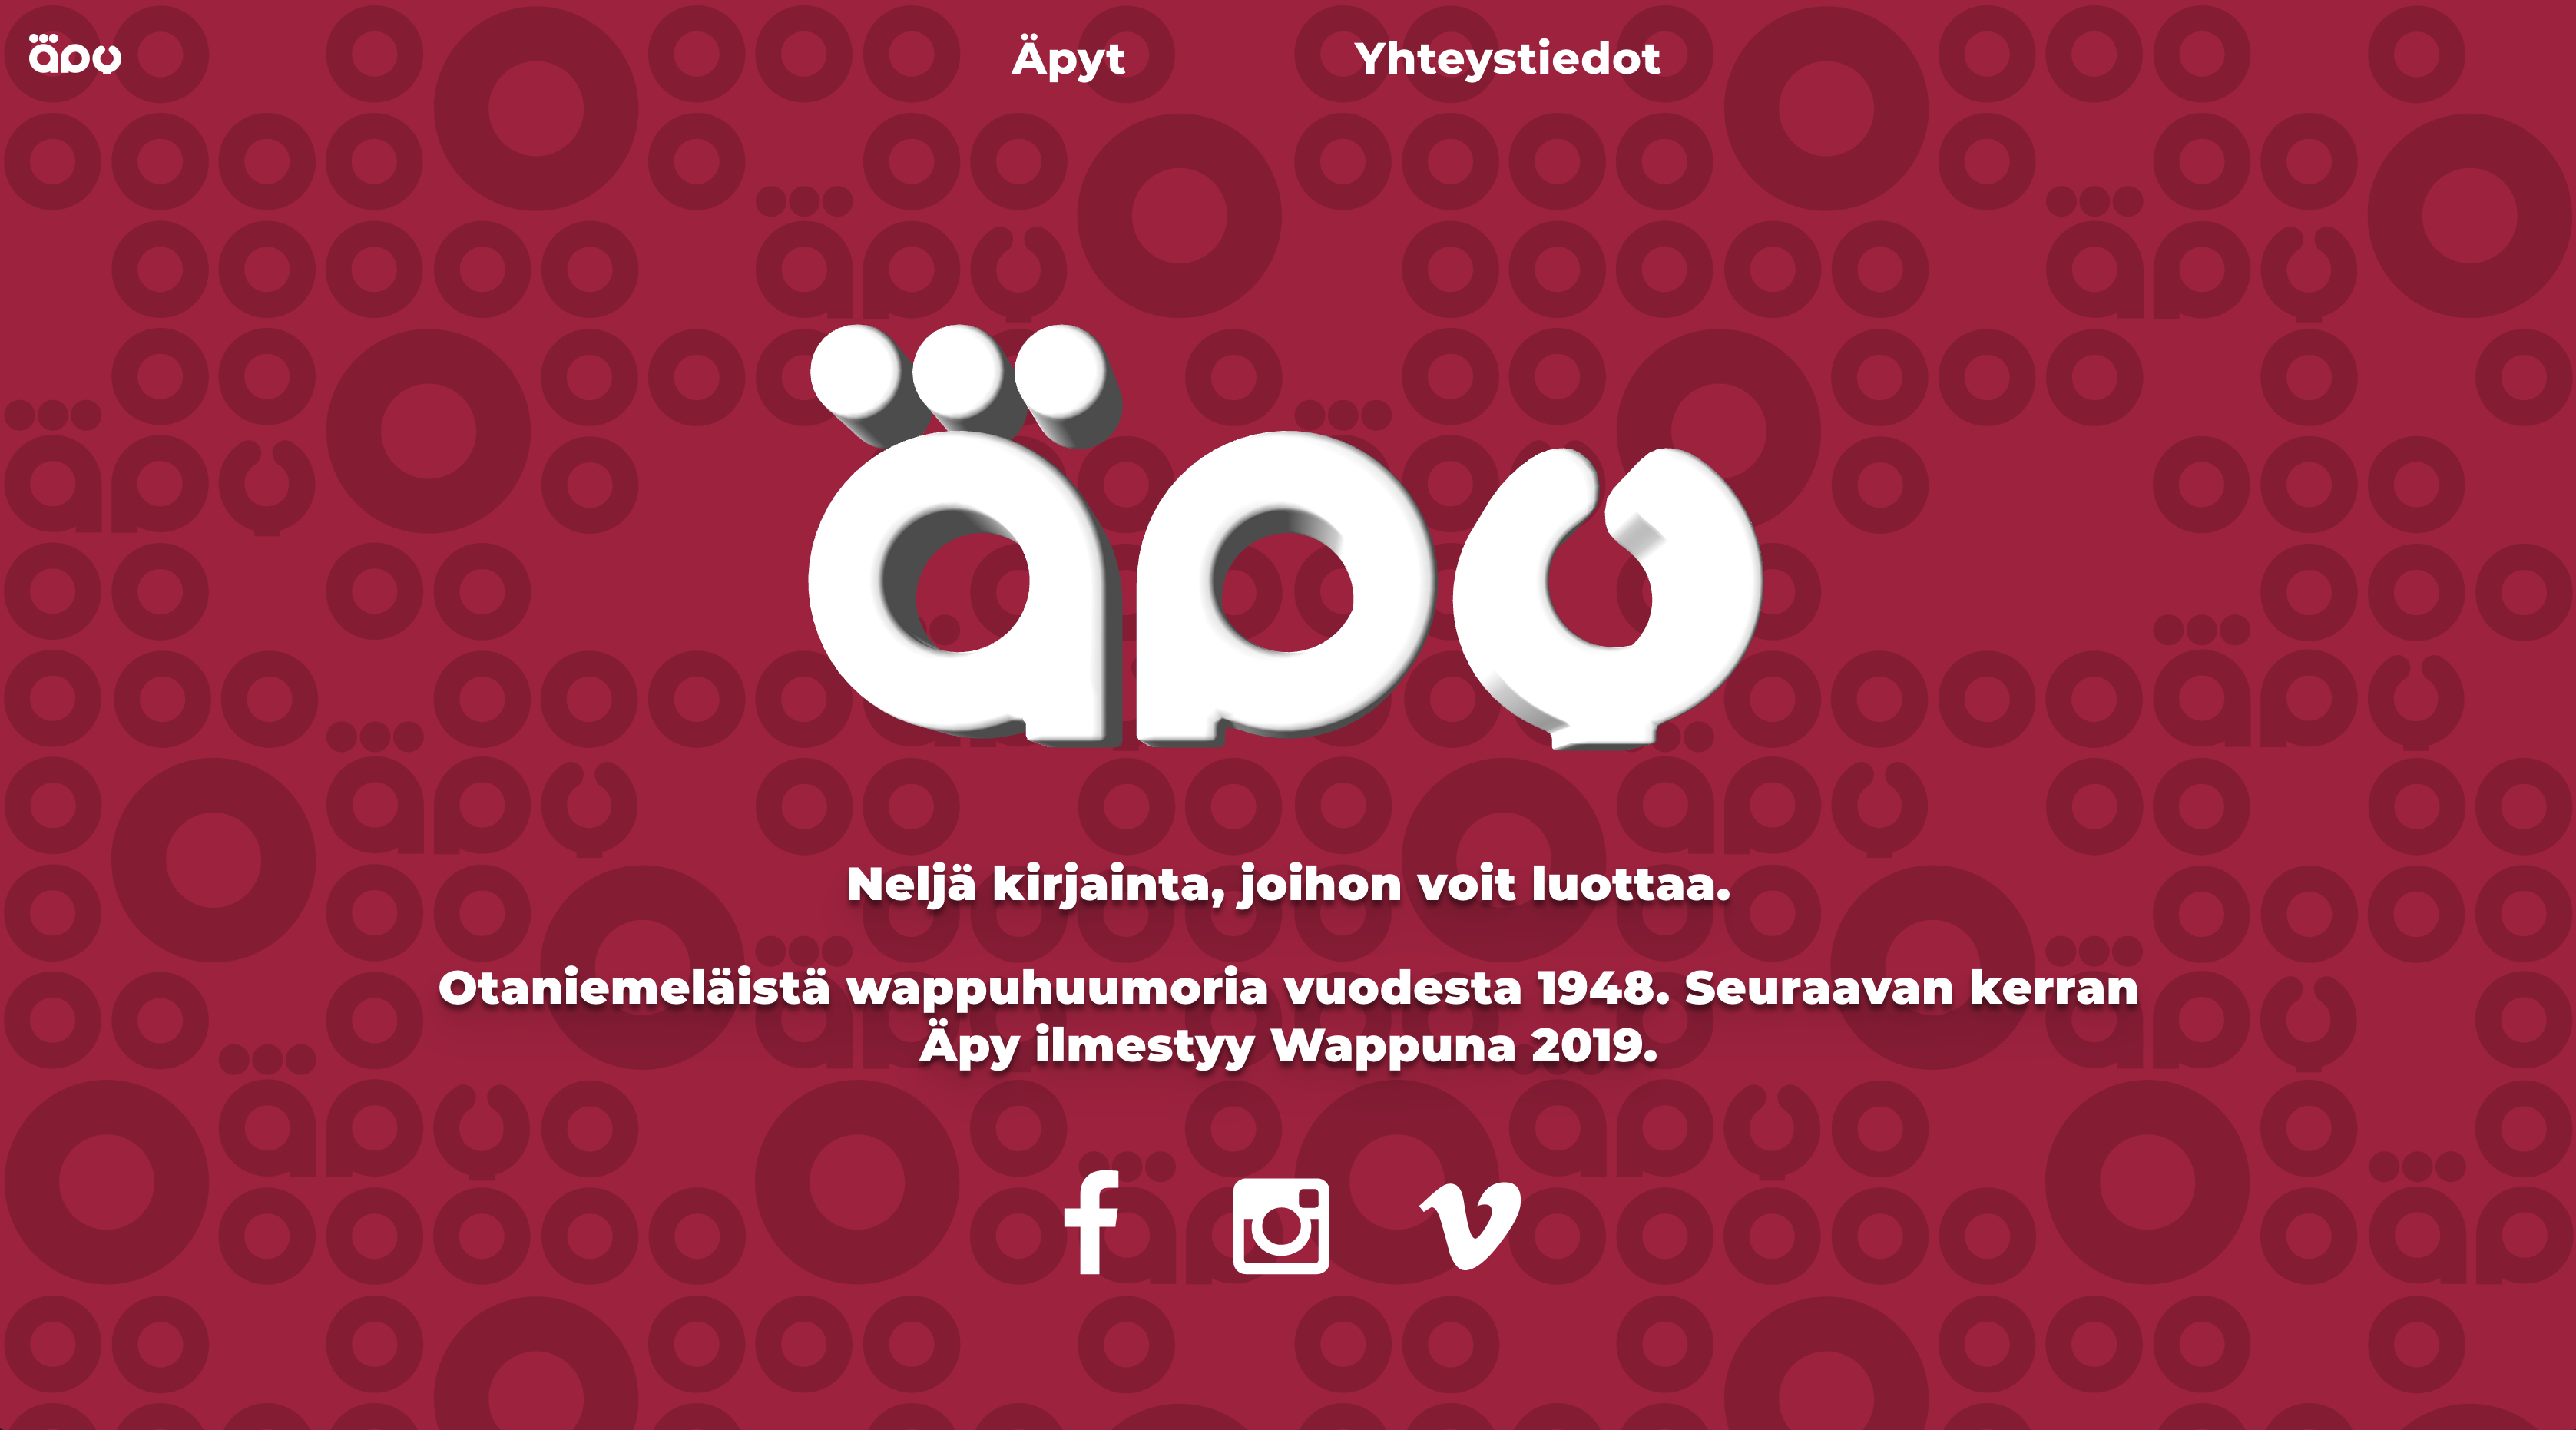 äpy
Äpyt
Yhteystiedot
äpy
Neljä kirjainta, joihon voit luottaa.
Otaniemeläistä wappuhuumoria vuodesta 1948. Seuraavan kerran
Äpy ilmestyy Wappuna 2019.